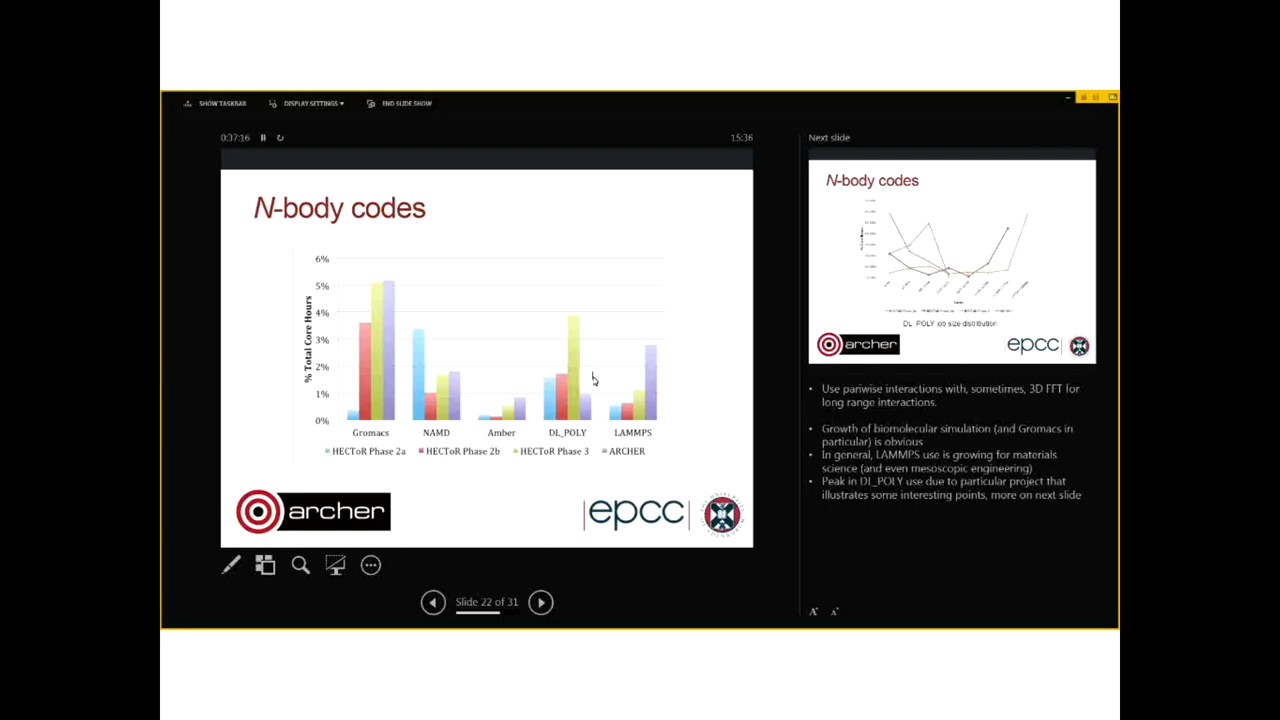 SHOW TASKBAR
DISPLAY SETTINGS ▾
END SLIDE SHOW
0:37:16
15:36
Next slide
N-body codes
6%
5%
4%
3%
2%
1%
0%
% Total Core Hours
Gromacs
NAMD
Amber
DL_POLY
LAMMPS
HECToR Phase 2a
HECToR Phase 2b
HECToR Phase 3
ARCHER
archer
epcc
Slide 22 of 31
N-body codes
DL_POLY job size distribution
archer
epcc
• Use pariwise interactions with, sometimes, 3D FFT for
long range interactions.
• Growth of biomolecular simulation (and Gromacs in
particular) is obvious
• In general, LAMMPS use is growing for materials
science (and even mesoscopic engineering)
• Peak in DL_POLY use due to particular project that
illustrates some interesting points, more on next slide
A
A